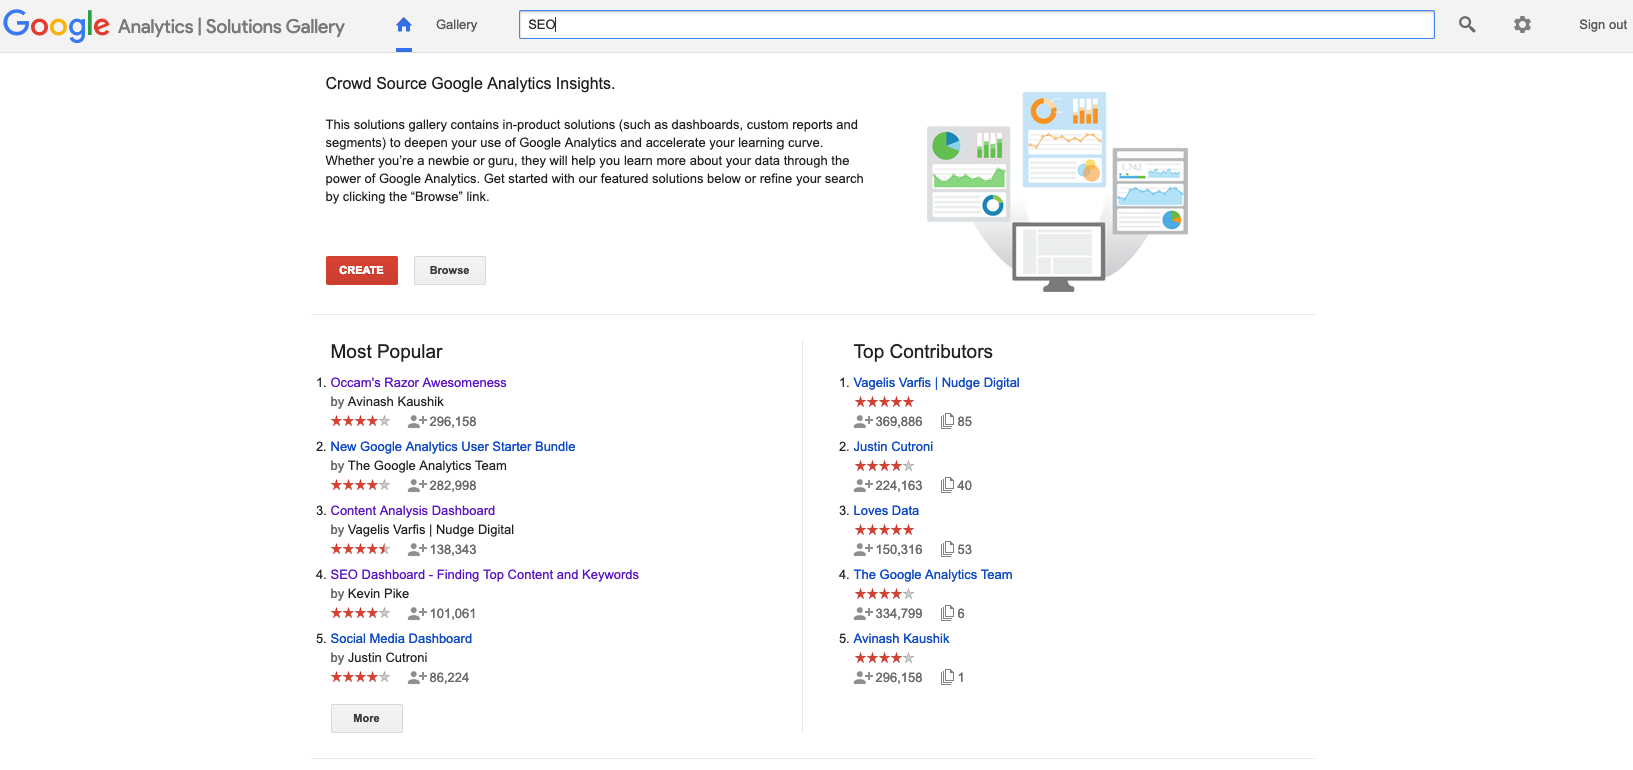 Google Analytics | Solutions Gallery
Gallery
SEO
Sign out
Crowd Source Google Analytics Insights.
This solutions gallery contains in-product solutions (such as dashboards, custom reports and
segments) to deepen your use of Google Analytics and accelerate your learning curve.
Whether you're a newbie or guru, they will help you learn more about your data through the
power of Google Analytics. Get started with our featured solutions below or refine your search
by clicking the “Browse” link.
CREATE
Browse
1,742
Most Popular
1. Occam's Razor Awesomeness
by Avinash Kaushik
296,158
2. New Google Analytics User Starter Bundle
by The Google Analytics Team
282,998
3. Content Analysis Dashboard
by Vagelis Varfis | Nudge Digital
138,343
4. SEO Dashboard - Finding Top Content and Keywords
by Kevin Pike
101,061
5. Social Media Dashboard
by Justin Cutroni
86,224
More
Top Contributors
1. Vagelis Varfis | Nudge Digital
369,886 85
2. Justin Cutroni
224,163 40
3. Loves Data
150,316 53
4. The Google Analytics Team
334,799 6
5. Avinash Kaushik
296,158 1